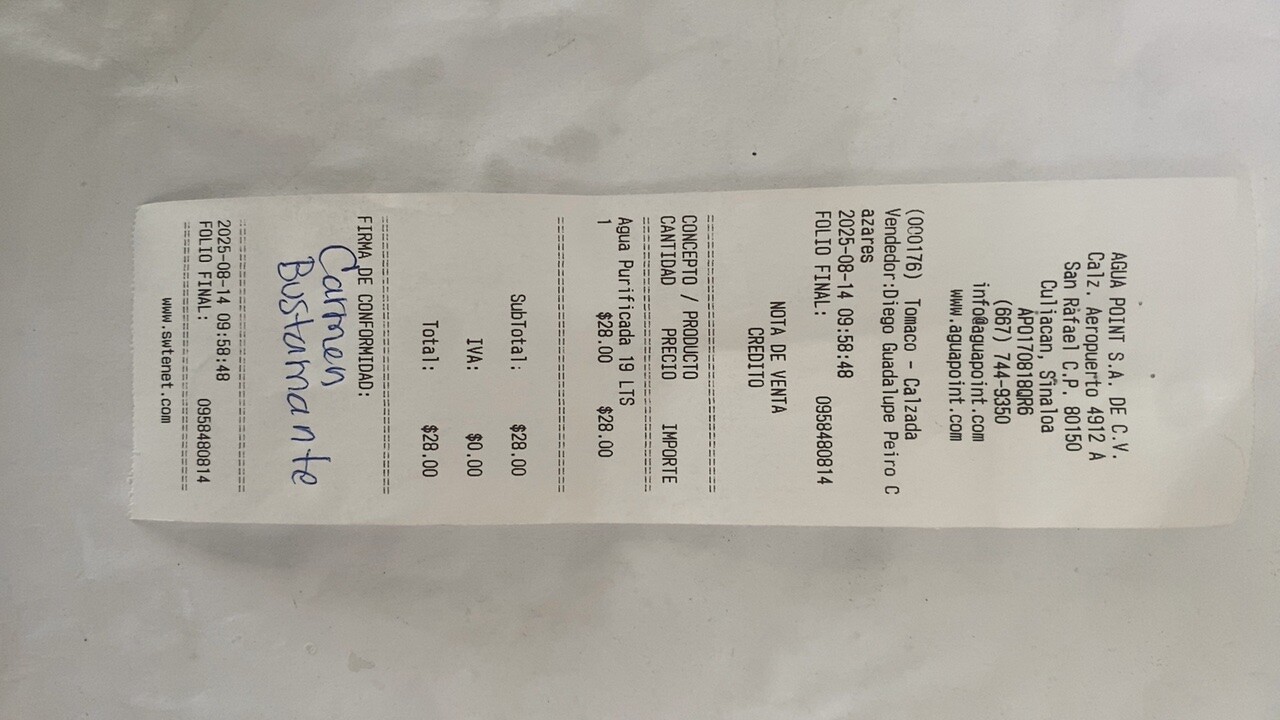 AGUA POINT S.A. DE C.V.
Calz. Aeropuerto 4912 A
San Rafael C.P. 80150
Culiacan, Sinaloa
APO170818QR6
(667) 744-9350
info@aguapoint.com
www.aguapoint.com
(000176) Tomaco - Calzada
Vendedor:Diego Guadalupe Peiro C
azares
2025-08-14 09:58:48
FOLIO FINAL: 0958480814
NOTA DE VENTA
CREDITO
================================
CONCEPTO / PRODUCTO
CANTIDAD PRECIO IMPORTE
================================
Agua Purificada 19 LTS
1 $28.00 $28.00
================================
SubTotal: $28.00
IVA: $0.00
Total: $28.00
================================
FIRMA DE CONFORMIDAD:
Carmen
Bustamante
================================
2025-08-14 09:58:48
FOLIO FINAL: 0958480814
================================
www.swtenet.com